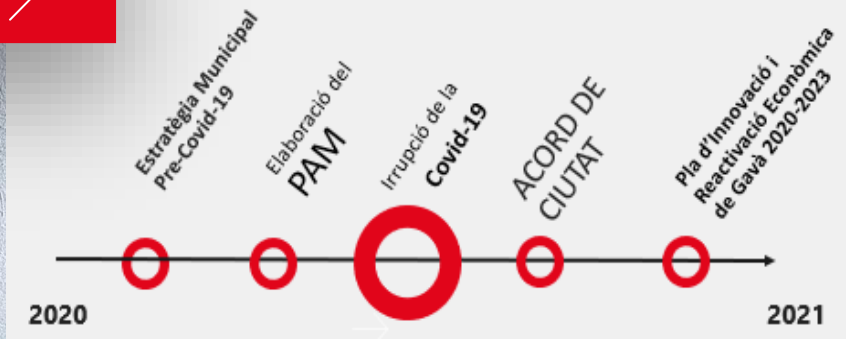 Estratègia Municipal
Pre-Covid-19
Elaboració del
PAM
Irrupció de la
Covid-19
ACORD DE
CIUTAT
Pla d'Innovació i
Reactivació Econòmica
de Gavà 2020-2023
2020
2021